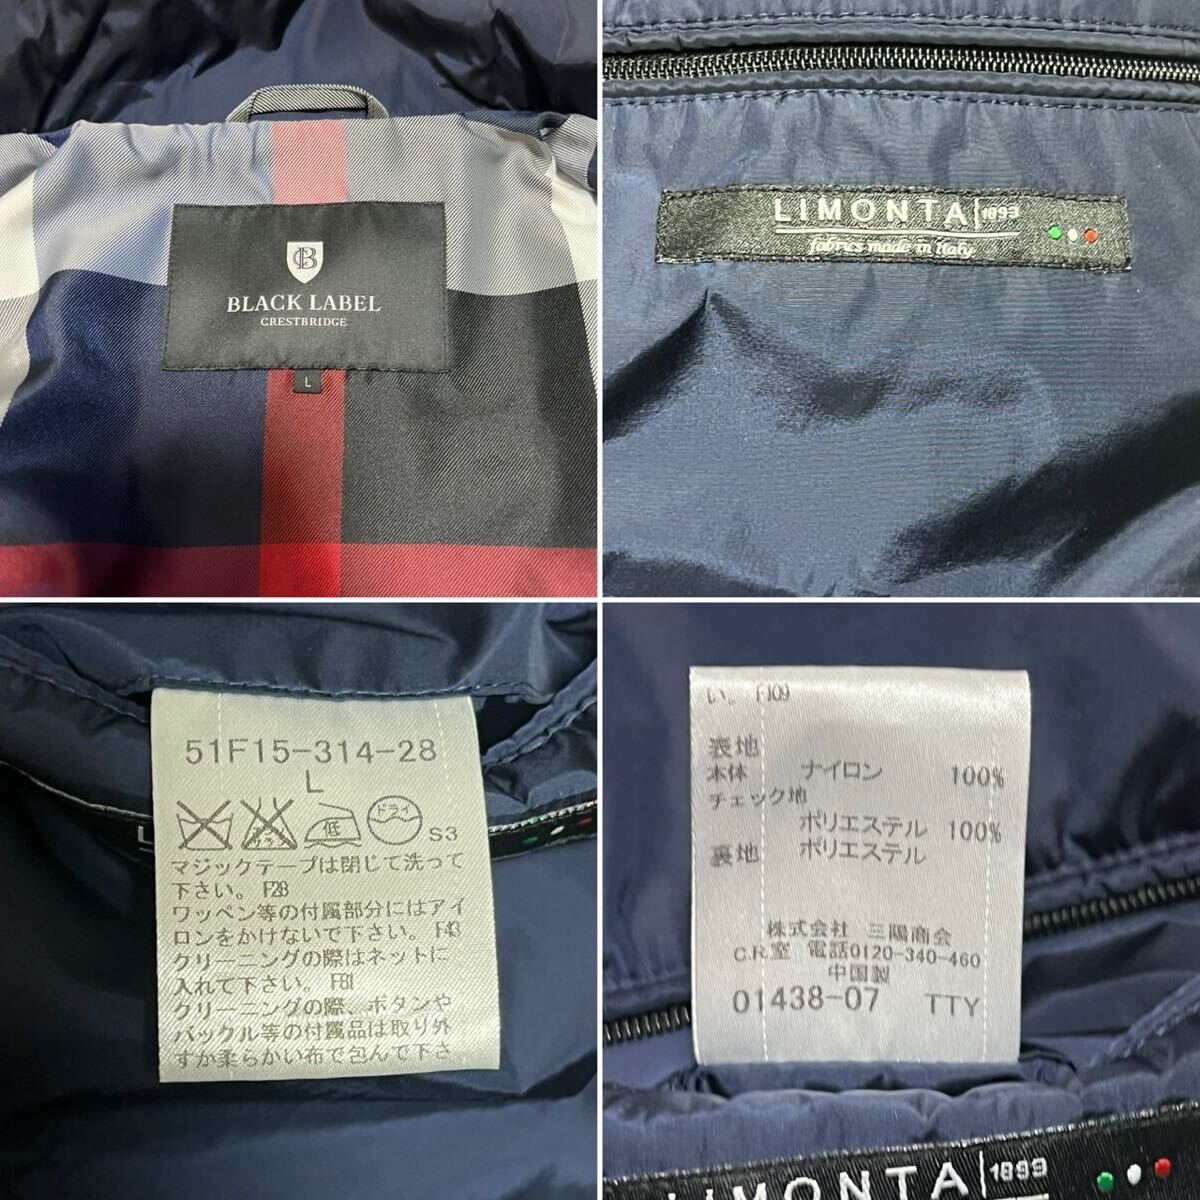 CB
BLACK LABEL
CRESTBRIDGE
L
LIMONTA 1893
fabrics made in Italy
51F15-314-28
L
低 ドライ S3
マジックテープは閉じて洗って
下さい。 F28
ワッペン等の付属部分にはアイ
ロンをかけないで下さい。 F43
クリーニングの際はネットに
入れて下さい。 F81
クリーニングの際、ボタンや
バックル等の付属品は取り外
すか柔らかい布で包んで下さ
い。 F109
表地
本体 ナイロン 100%
チェック地
ポリエステル 100%
裏地 ポリエステル
株式会社 三陽商会
C.R.室 電話0120-340-460
中国製
01438-07 TTY
LIMONTA 1893